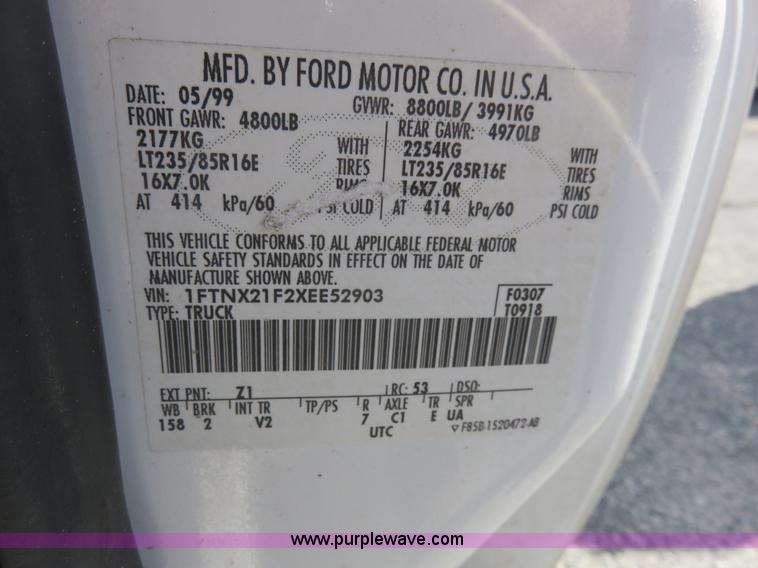 MFD. BY FORD MOTOR CO. IN U.S.A.
DATE: 05/99 GVWR: 8800LB/ 3991KG
FRONT GAWR: 4800LB REAR GAWR: 4970LB
2177KG WITH 2254KG WITH
LT235/85R16E TIRES LT235/85R16E TIRES
16X7.0K RIMS 16X7.0K RIMS
AT 414 kPa/60 PSI COLD AT 414 kPa/60 PSI COLD
THIS VEHICLE CONFORMS TO ALL APPLICABLE FEDERAL MOTOR
VEHICLE SAFETY STANDARDS IN EFFECT ON THE DATE OF
MANUFACTURE SHOWN ABOVE.
VIN: 1FTNX21F2XEE52903 F0307
TYPE: TRUCK T0918
EXT PNT: Z1 RC: 53 DSO:
WB BRK INT TR TP/PS R AXLE TR SPR
158 2 V2 7 C1 E UA
UTC F85B-1520472-AB
www.purplewave.com